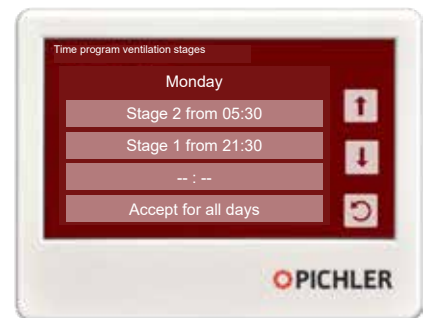 Time program ventilation stages
Monday
Stage 2 from 05:30
Stage 1 from 21:30
-- : --
Accept for all days
PICHLER